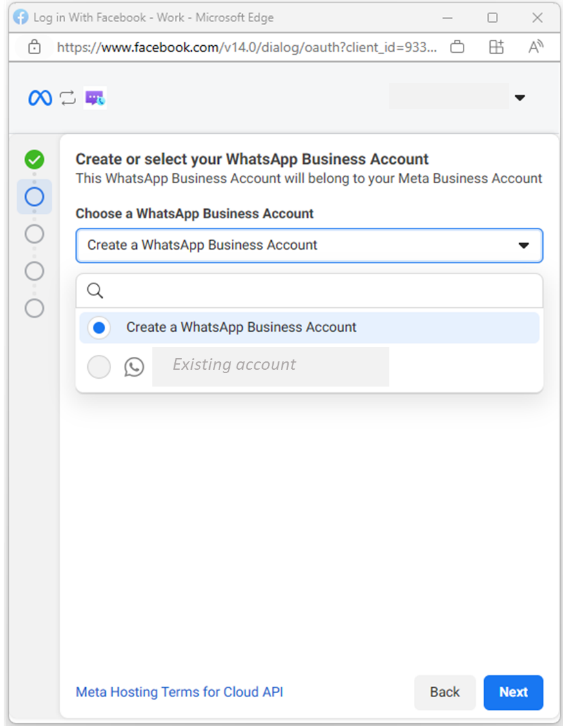 Log in With Facebook - Work - Microsoft Edge
https://www.facebook.com/v14.0/dialog/oauth?client_id=933...
Create or select your WhatsApp Business Account
This WhatsApp Business Account will belong to your Meta Business Account
Choose a WhatsApp Business Account
Create a WhatsApp Business Account
Create a WhatsApp Business Account
Existing account
Meta Hosting Terms for Cloud API
Back
Next